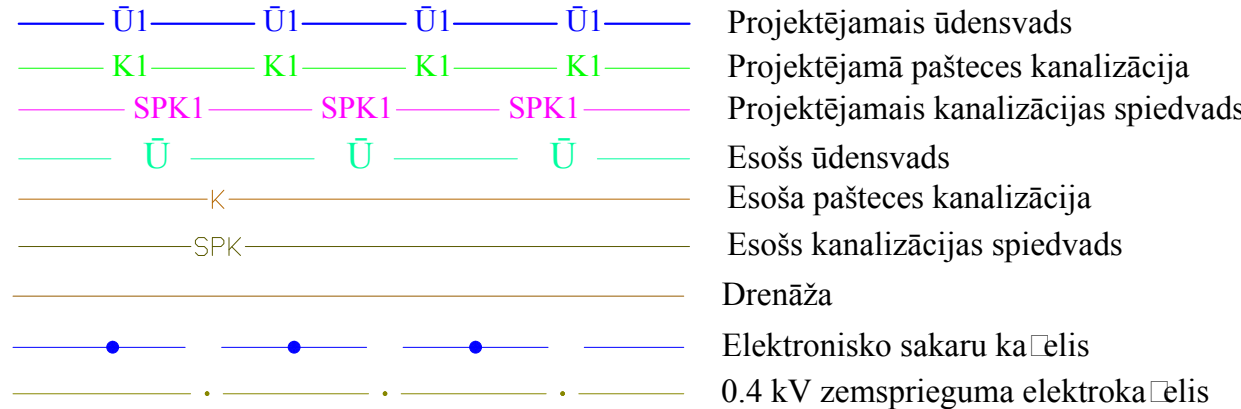 Ū1 Ū1 Ū1 Ū1 Projektējamais ūdensvads
K1 K1 K1 K1 Projektējamā pašteces kanalizācija
SPK1 SPK1 SPK1 Projektējamais kanalizācijas spiedvads
Ū Ū Ū Esošs ūdensvads
K Esoša pašteces kanalizācija
SPK Esošs kanalizācijas spiedvads
Drenāža
Elektronisko sakaru ka□elis
0.4 kV zemsprieguma elektroka□elis